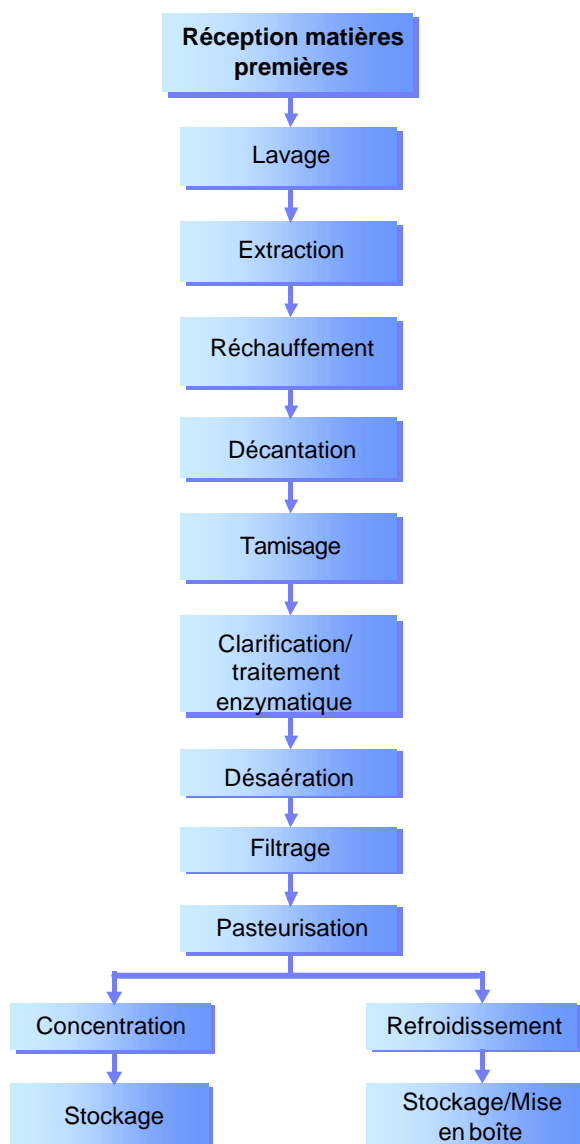 Réception matières
premières
Lavage
Extraction
Réchauffement
Décantation
Tamisage
Clarification/
traitement
enzymatique
Désaération
Filtrage
Pasteurisation
Concentration
Refroidissement
Stockage
Stockage/Mise
en boîte